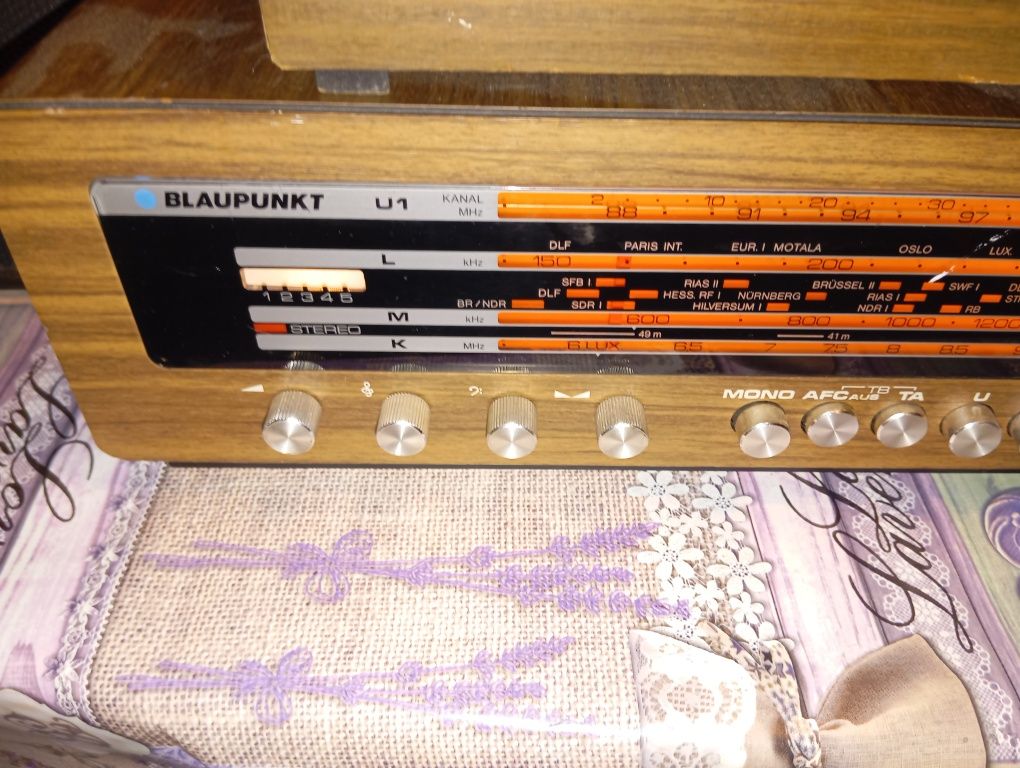 BLAUPUNKT U1 KANAL 2 10 20 30
MHz 88 91 94 97
DLF PARIS INT. EUR. I MOTALA OSLO LUX.
L kHz 150 200
SFB I RIAS II BRÜSSEL II SWF I
1 2 3 4 5 DLF HESS. RF I NÜRNBERG RIAS I
BR/NDR SDR I HILVERSUM I NDR I RB
M kHz 600 800 1000 1200
STEREO 49 m 41 m
K MHz 6 LUX 6.5 7 7.5 8 8.5
MONO AFC AUS TB TA U